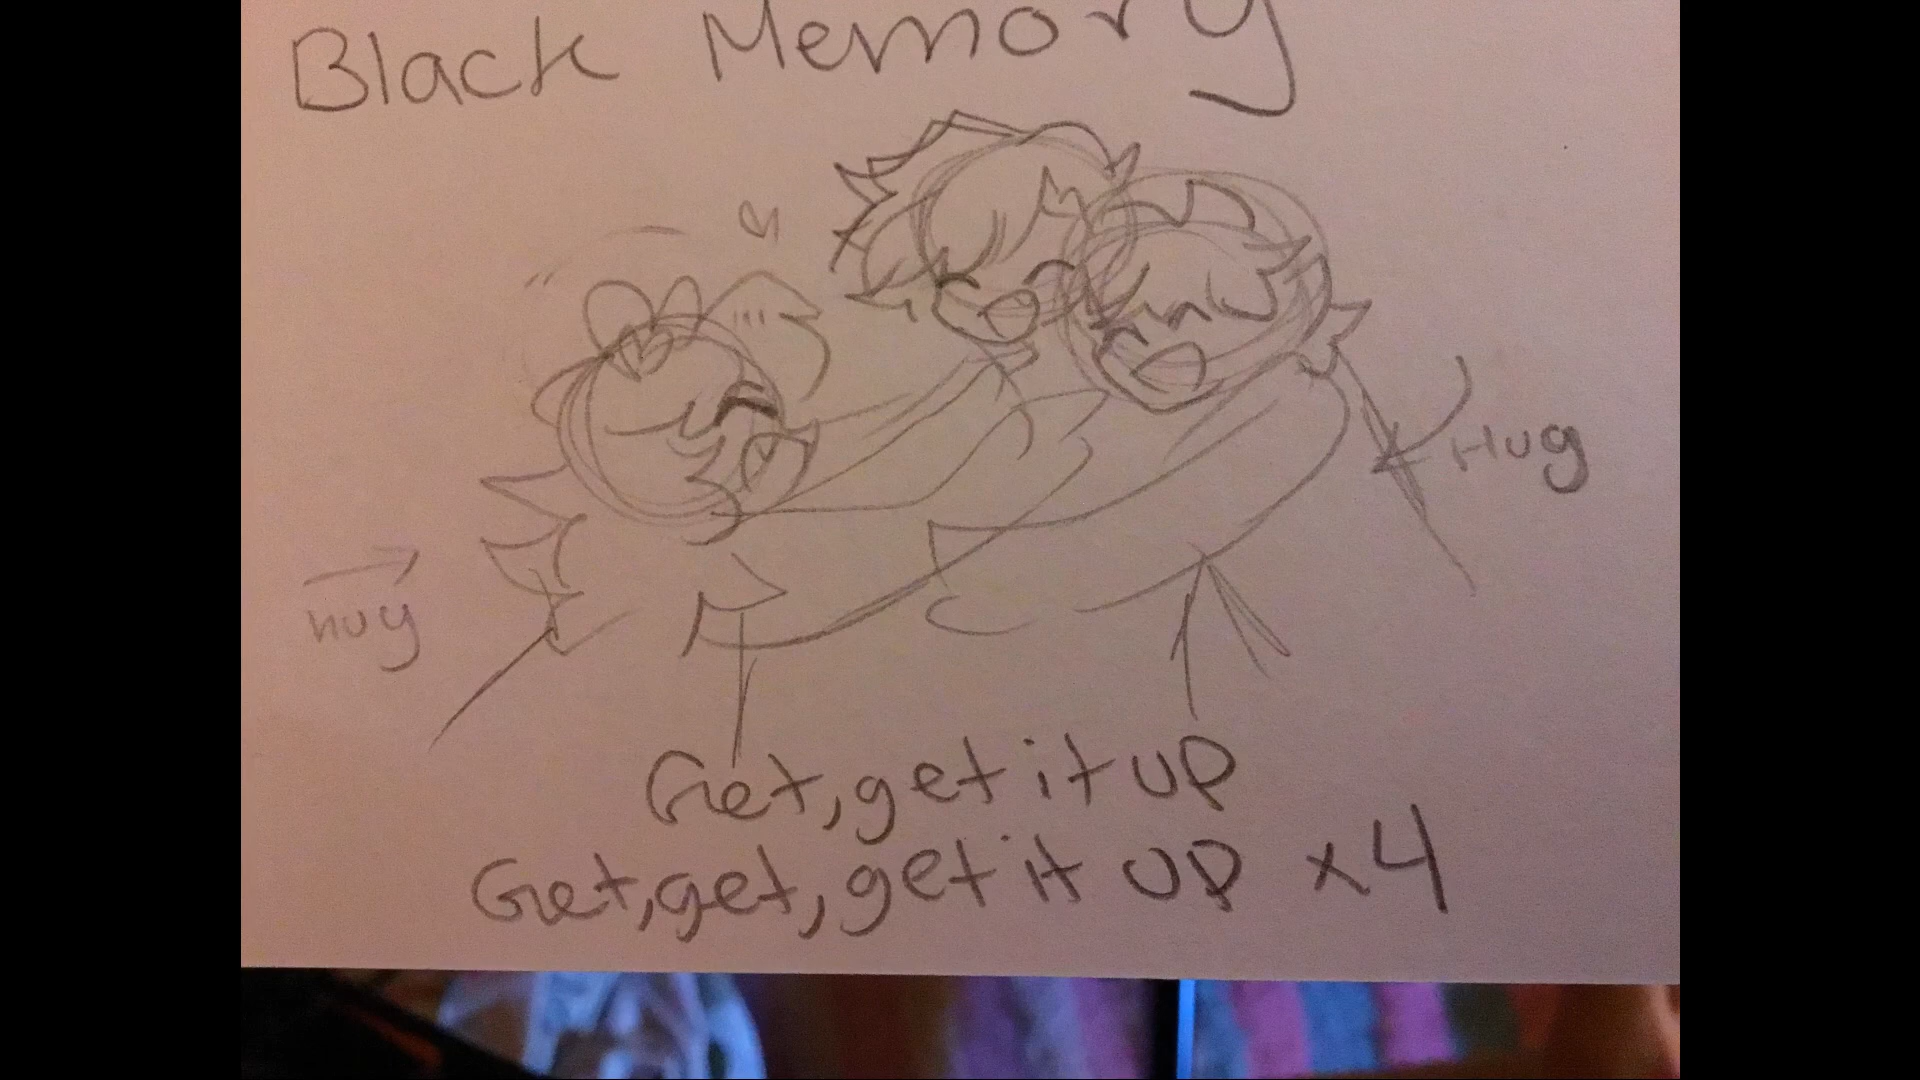 Black Memory
Hug
hug
Get, get it up
Get, get, get it up x4